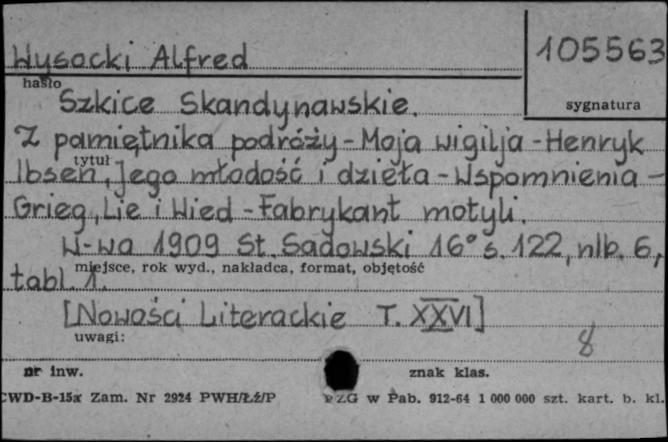 Wysocki Alfred
105563
hasło
Szkice Skandynawskie.
sygnatura
Z pamiętnika podróży - Moja wigilja - Henryk
tytuł
Ibsen, Jego młodość i dzieła - Wspomnienia -
Grieg, Lie i Wied - Fabrykant motyli.
W-wa 1909 St. Sadowski 16° s. 122, nlb. 6,
miejsce, rok wyd., nakładca, format, objętość
tabl. 1.
[Nowości Literackie T. XXVI]
uwagi:
8
nr inw.
znak klas.
CWD-B-15a Zam. Nr 2924 PWH/Łź/P
PZG w Pab. 912-64 1 000 000 szt. kart. b. kl.